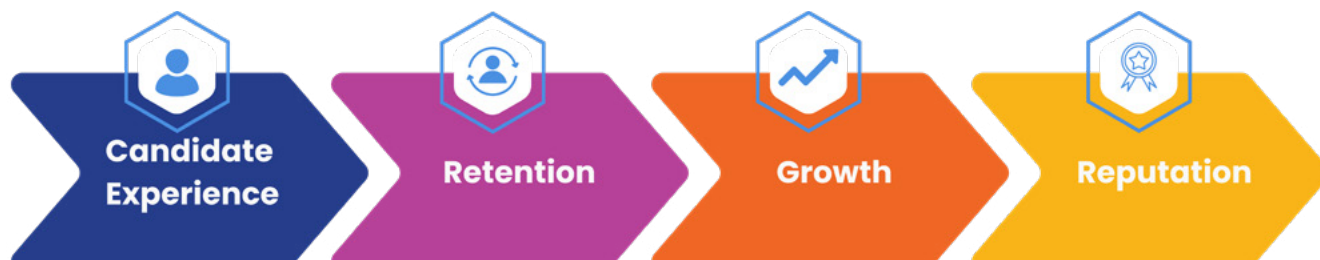 Candidate
Experience
Retention
Growth
Reputation